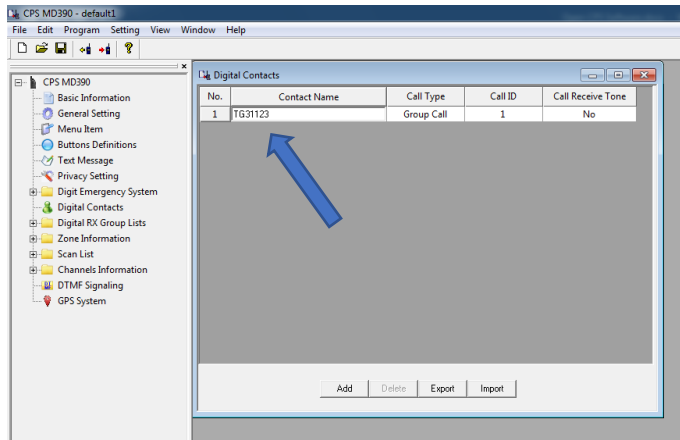 CPS MD390 - default1
File Edit Program Setting View Window Help
CPS MD390
Basic Information
General Setting
Menu Item
Buttons Definitions
Text Message
Privacy Setting
Digit Emergency System
Digital Contacts
Digital RX Group Lists
Zone Information
Scan List
Channels Information
DTMF Signaling
GPS System
Digital Contacts
No. Contact Name Call Type Call ID Call Receive Tone
1 TG31123 Group Call 1 No
Add Delete Export Import